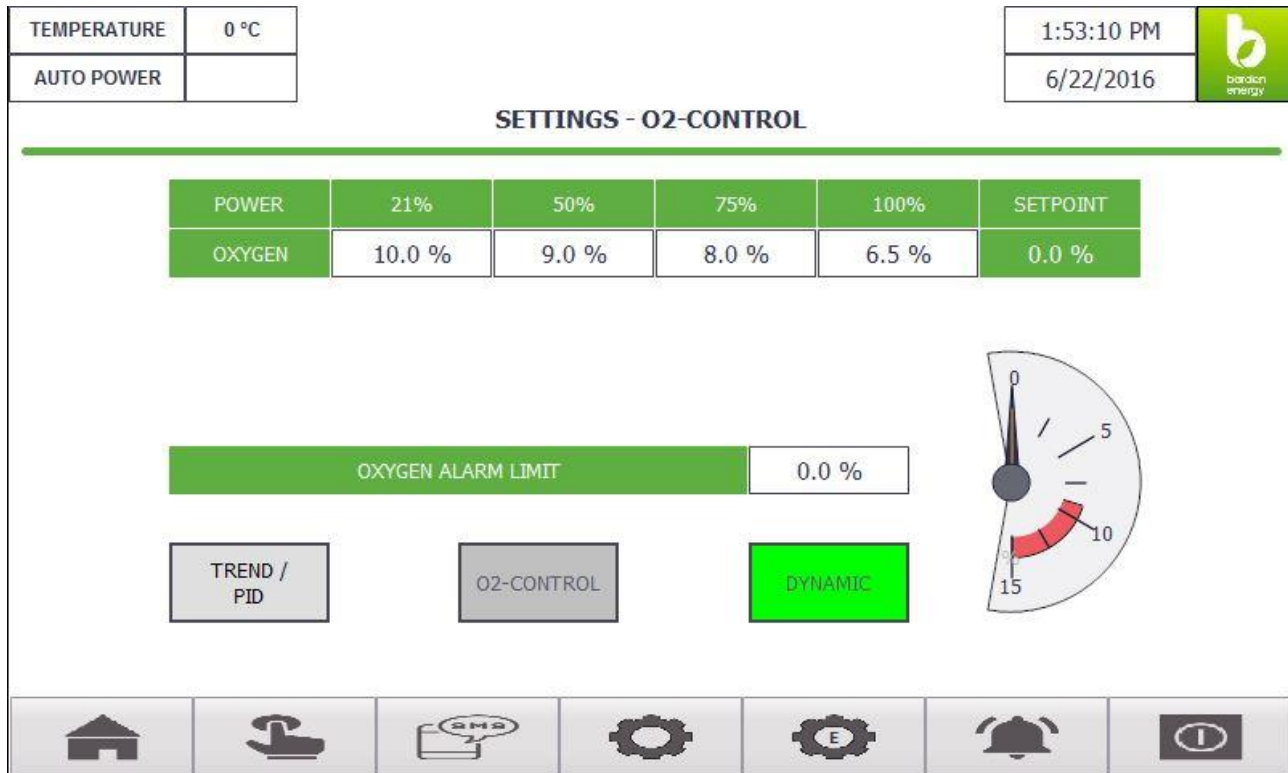 TEMPERATURE 0 °C
AUTO POWER
1:53:10 PM
6/22/2016
barden
energy
SETTINGS - O2-CONTROL
POWER 21% 50% 75% 100% SETPOINT
OXYGEN 10.0 % 9.0 % 8.0 % 6.5 % 0.0 %
0
5
10
%
15
OXYGEN ALARM LIMIT 0.0 %
TREND /
PID
O2-CONTROL
DYNAMIC
E